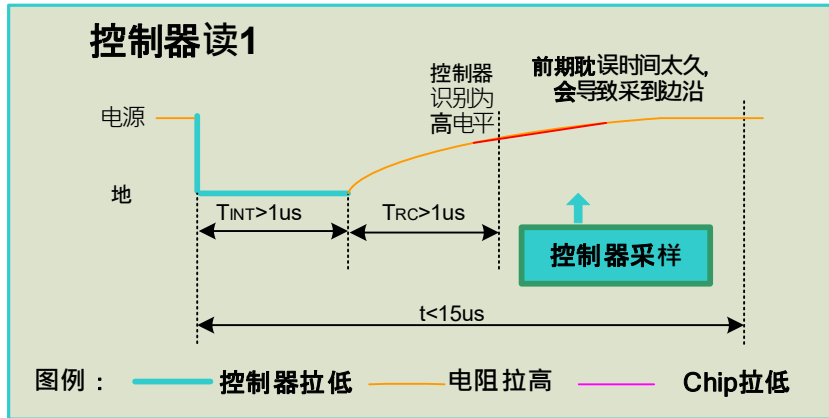 控制器读1
控制器
识别为
高电平
前期耽误时间太久,
会导致采到边沿
电源
地
TINT>1us
TRC>1us
控制器采样
t<15us
图例：
控制器拉低
电阻拉高
Chip拉低